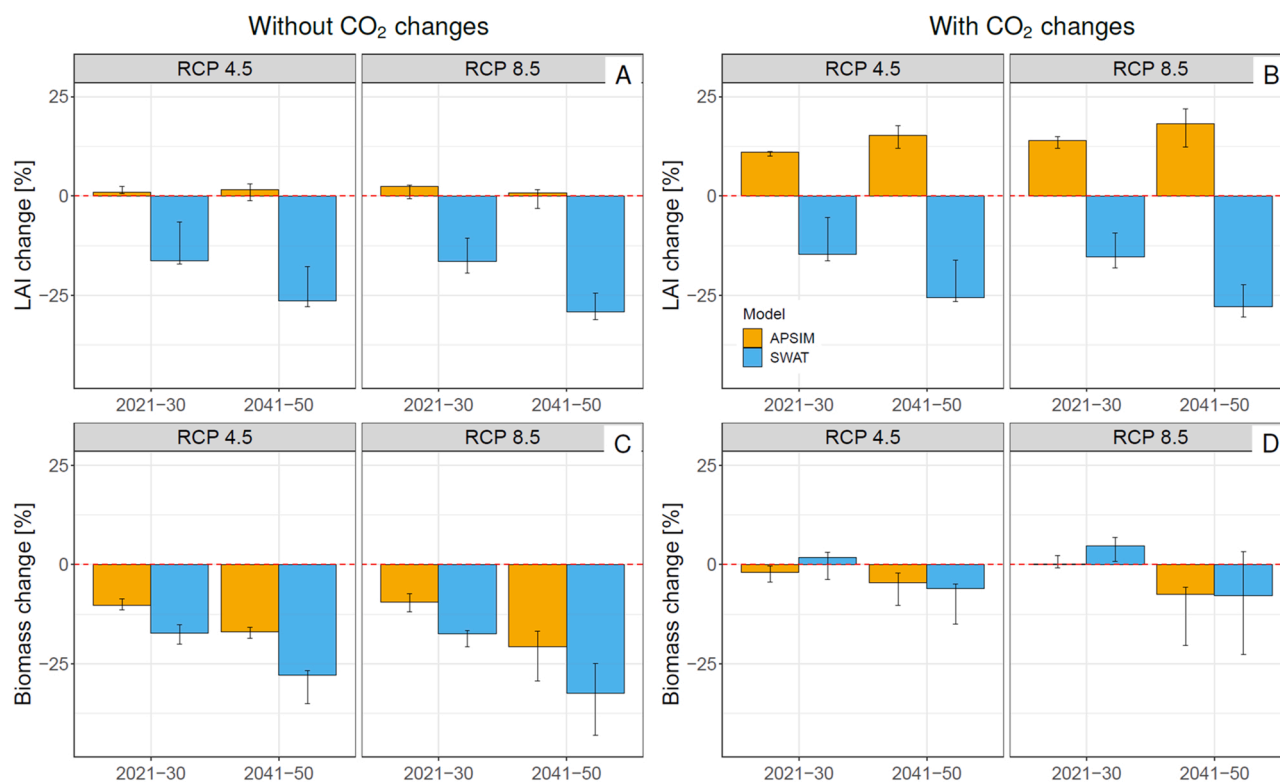 Without CO₂ changes
With CO₂ changes
RCP 4.5
RCP 8.5
A
RCP 4.5
RCP 8.5
B
LAI change [%]
25
0
−25
LAI change [%]
25
0
−25
Model
APSIM
SWAT
2021−30
2041−50
2021−30
2041−50
2021−30
2041−50
2021−30
2041−50
RCP 4.5
RCP 8.5
C
RCP 4.5
RCP 8.5
D
Biomass change [%]
25
0
−25
Biomass change [%]
25
0
−25
2021−30
2041−50
2021−30
2041−50
2021−30
2041−50
2021−30
2041−50